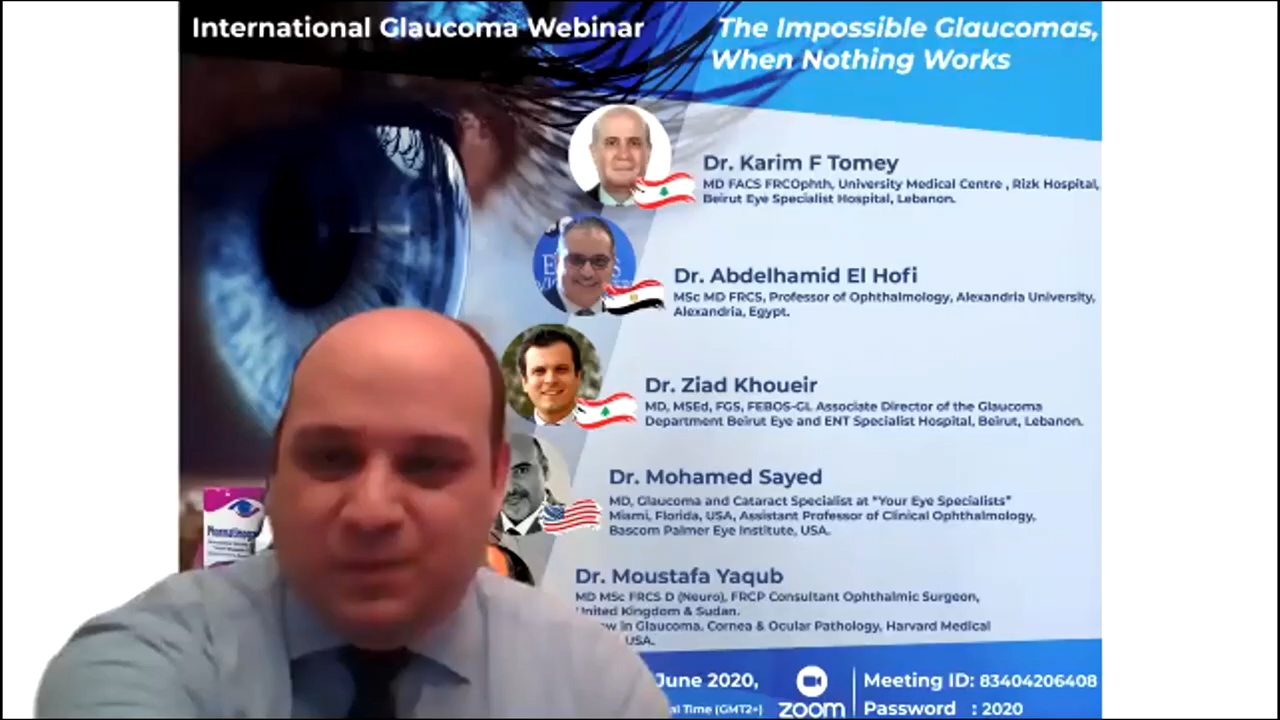 International Glaucoma Webinar
The Impossible Glaucomas,
When Nothing Works
Dr. Karim F Tomey
MD FACS FRCOphth, University Medical Centre , Rizk Hospital,
Beirut Eye Specialist Hospital, Lebanon.
Dr. Abdelhamid El Hofi
MSc MD FRCS, Professor of Ophthalmology, Alexandria University,
Alexandria, Egypt.
Dr. Ziad Khoueir
MD, MSEd, FGS, FEBOS-GL Associate Director of the Glaucoma
Department Beirut Eye and ENT Specialist Hospital, Beirut, Lebanon.
Dr. Mohamed Sayed
MD, Glaucoma and Cataract Specialist at "Your Eye Specialists"
Miami, Florida, USA, Assistant Professor of Clinical Ophthalmology,
Bascom Palmer Eye Institute, USA.
Dr. Moustafa Yaqub
MD MSc FRCS D (Neuro), FRCP Consultant Ophthalmic Surgeon,
United Kingdom & Sudan.
in Glaucoma, Cornea & Ocular Pathology, Harvard Medical
USA.
June 2020,
Time (GMT2+)
zoom
Meeting ID: 83404206408
Password : 2020